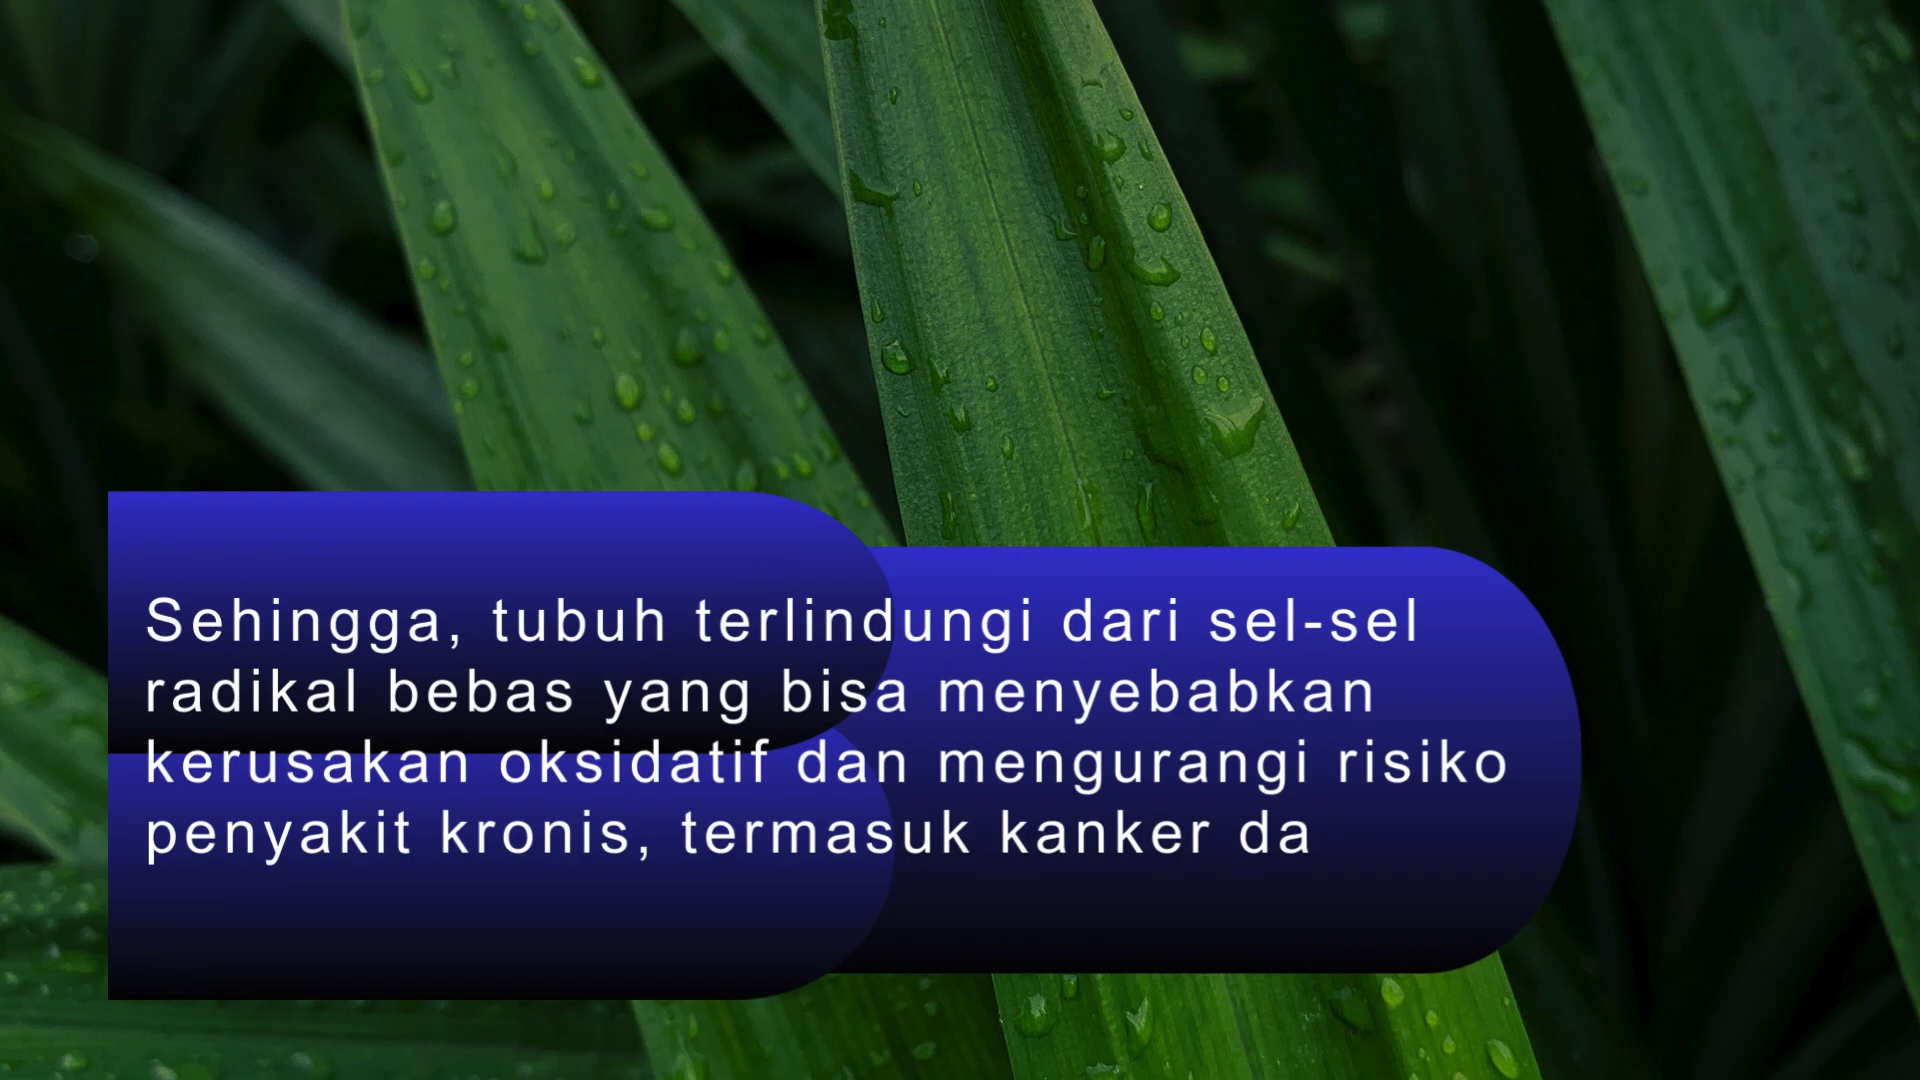 Sehingga, tubuh terlindungi dari sel-sel
radikal bebas yang bisa menyebabkan
kerusakan oksidatif dan mengurangi risiko
penyakit kronis, termasuk kanker da